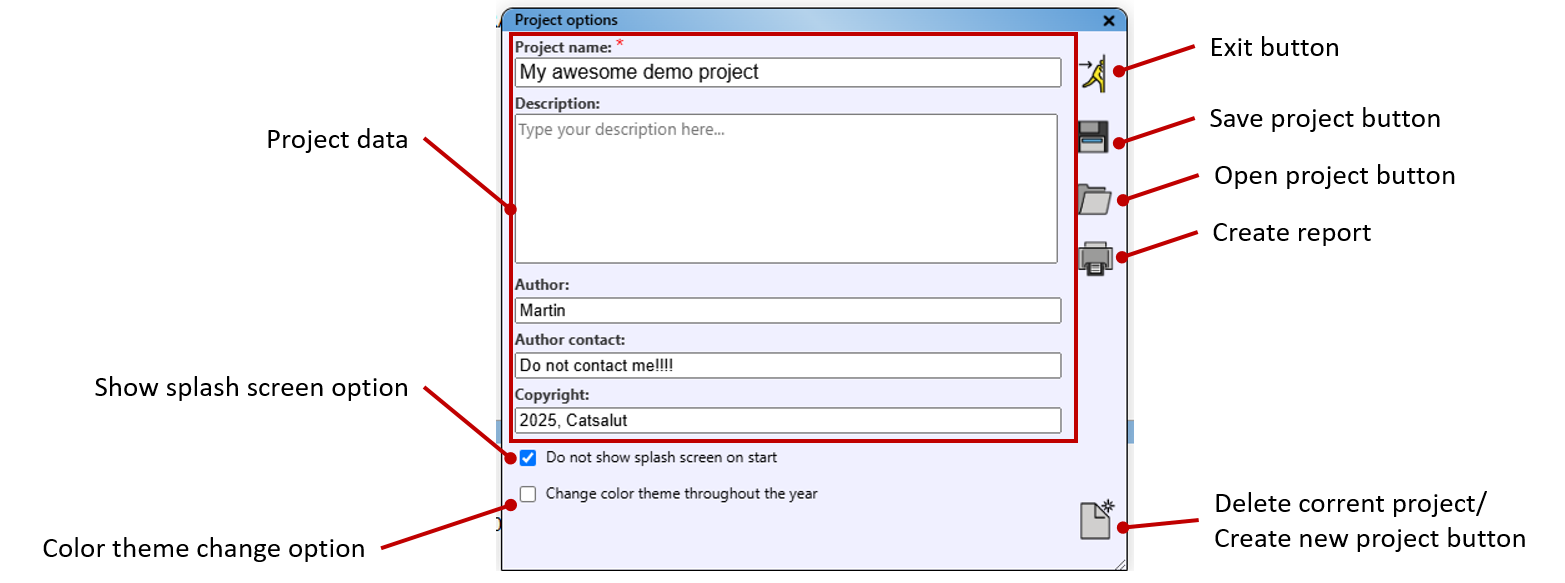 Project options
Project name: *
My awesome demo project
Description:
Type your description here...
Author:
Martin
Author contact:
Do not contact me!!!!
Copyright:
2025, Catsalut
Do not show splash screen on start
Change color theme throughout the year
Project data
Show splash screen option
Color theme change option
Exit button
Save project button
Open project button
Create report
Delete corrent project/
Create new project button